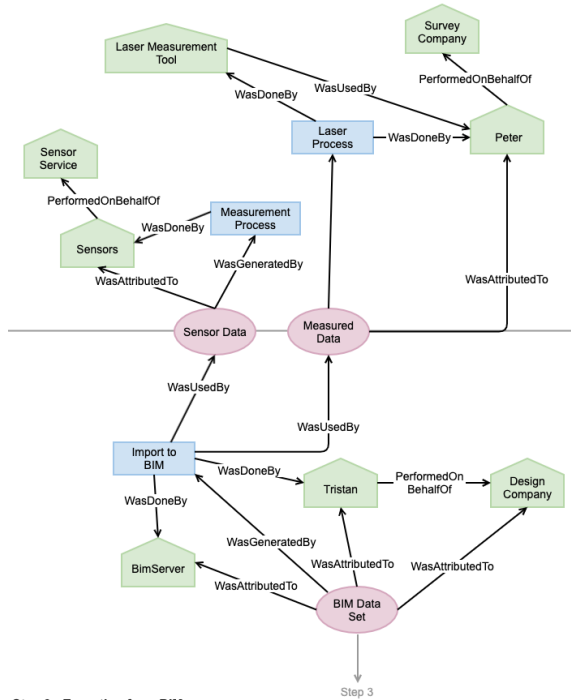 Survey
Company
Laser Measurement
Tool
PerformedOnBehalfOf
WasUsedBy
WasDoneBy
Laser
Process
WasDoneBy
Peter
Sensor
Service
PerformedOnBehalfOf
Measurement
Process
WasDoneBy
Sensors
WasGeneratedBy
WasAttributedTo
WasAttributedTo
Sensor Data
Measured
Data
WasUsedBy
WasUsedBy
Import to
BIM
WasDoneBy
PerformedOn
BehalfOf
Tristan
Design
Company
WasDoneBy
WasGeneratedBy
WasAttributedTo
WasAttributedTo
BimServer
WasAttributedTo
BIM Data
Set
Step 3